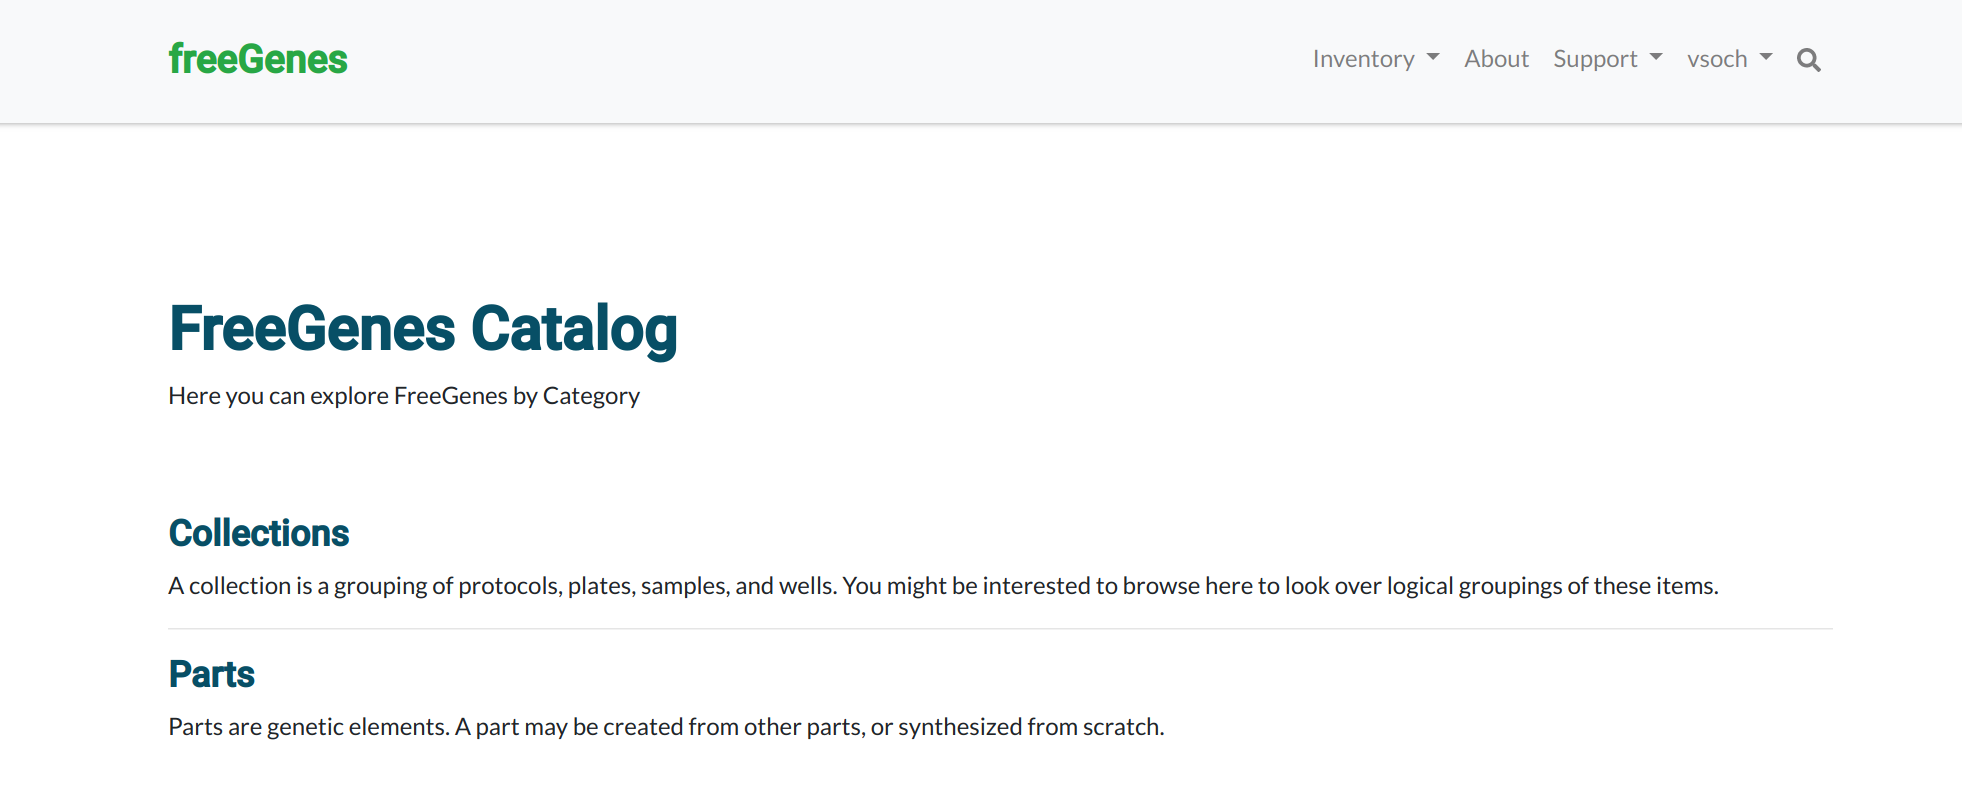 freeGenes
Inventory About Support vsoch
FreeGenes Catalog
Here you can explore FreeGenes by Category
Collections
A collection is a grouping of protocols, plates, samples, and wells. You might be interested to browse here to look over logical groupings of these items.
Parts
Parts are genetic elements. A part may be created from other parts, or synthesized from scratch.